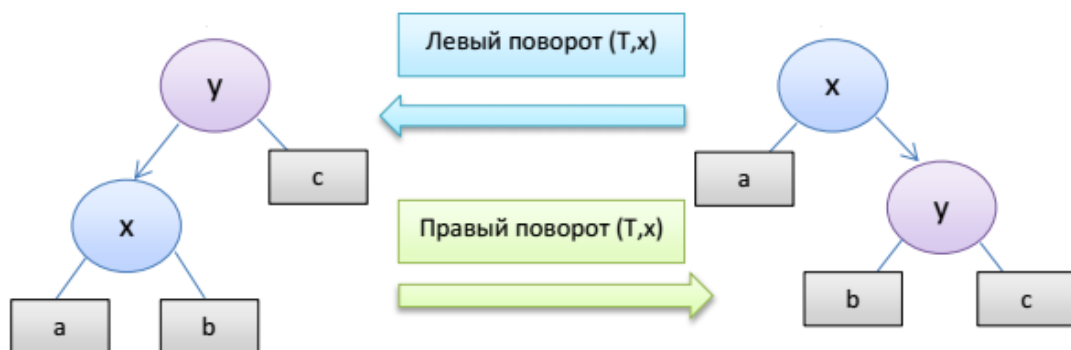 Левый поворот (T,x)
y
x
c
a
x
y
Правый поворот (T,x)
a
b
b
c